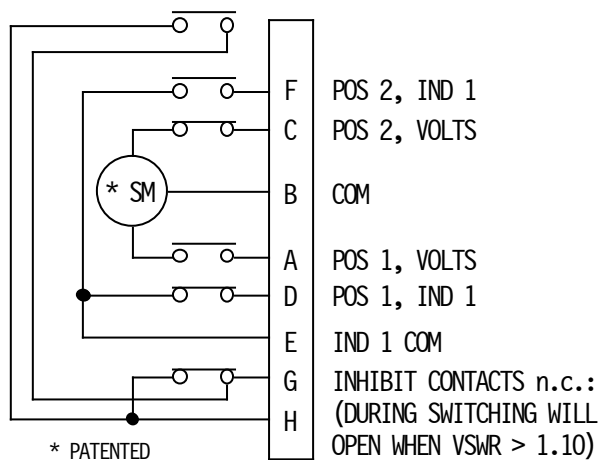 F POS 2, IND 1
C POS 2, VOLTS
* SM
B COM
A POS 1, VOLTS
D POS 1, IND 1
E IND 1 COM
G INHIBIT CONTACTS n.c.:
H (DURING SWITCHING WILL
OPEN WHEN VSWR > 1.10)
* PATENTED